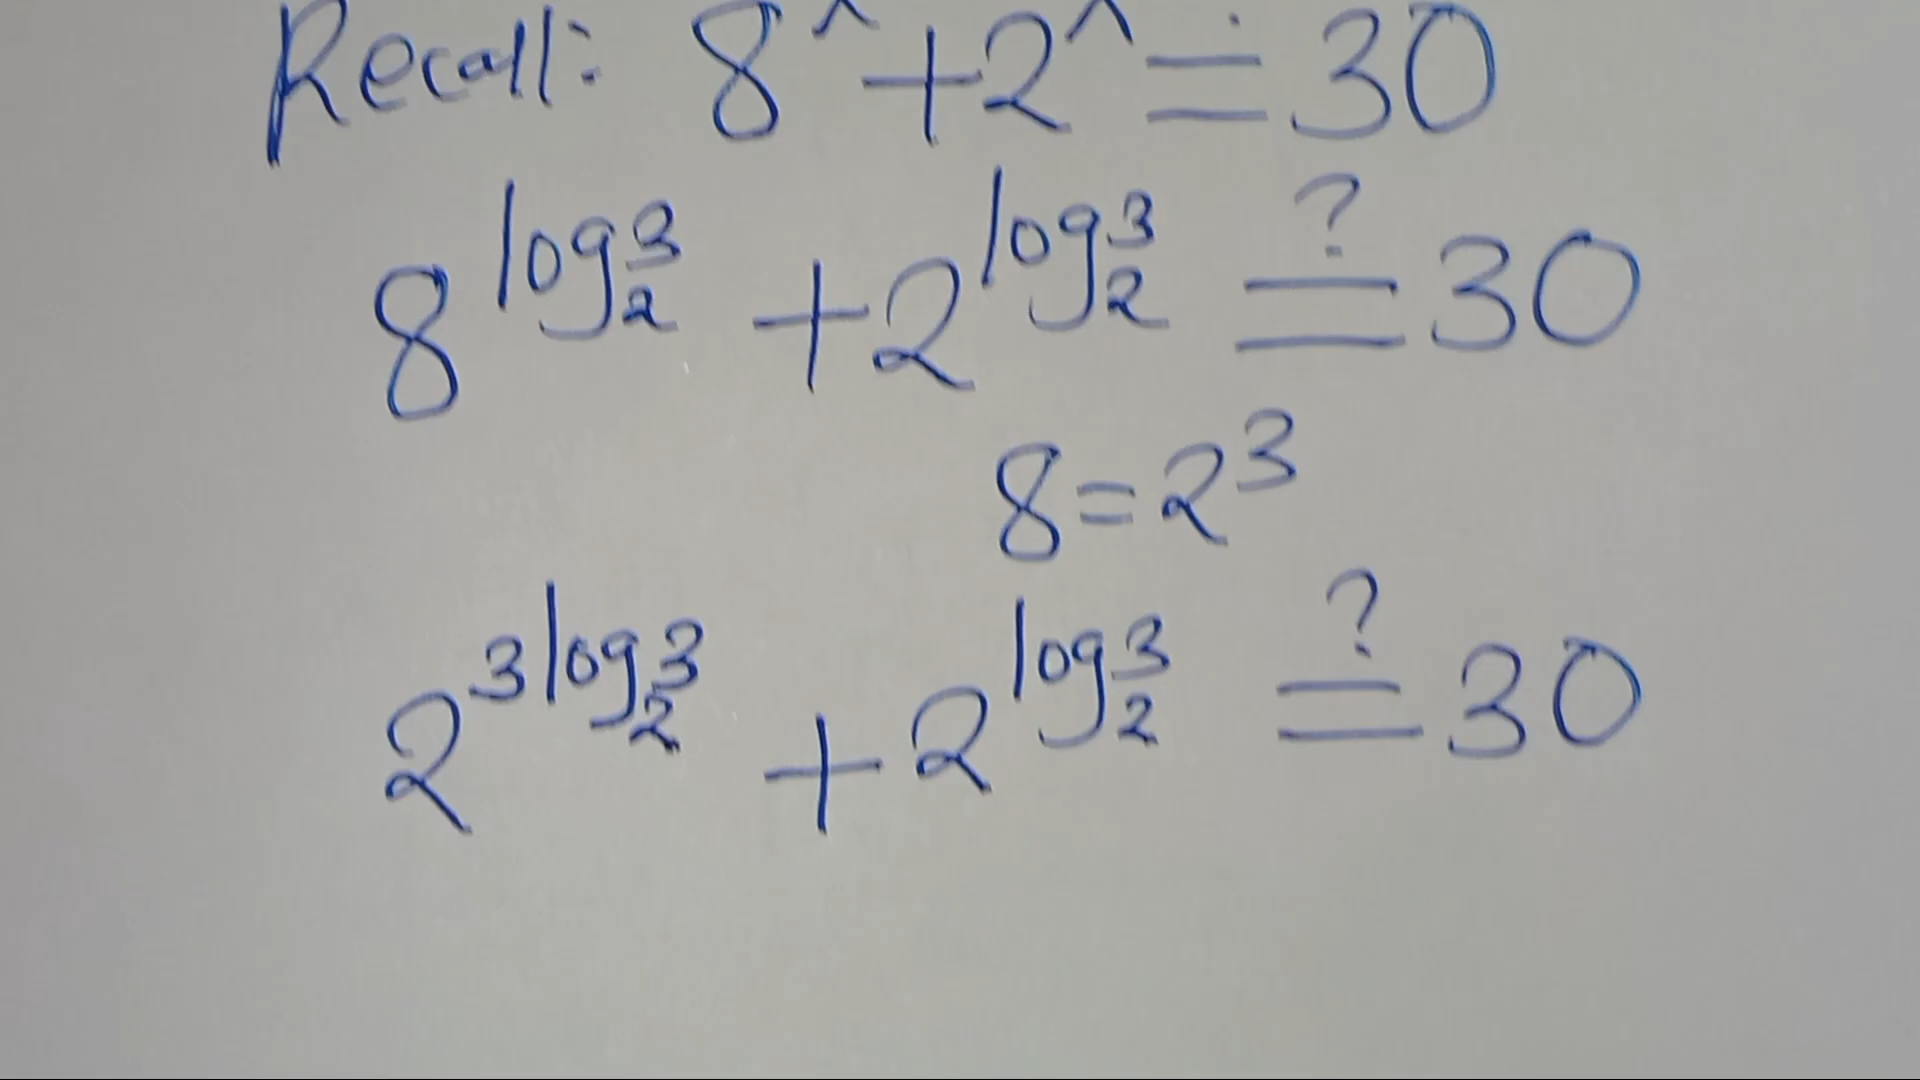 Recall: 8^x + 2^x = 30
8^log₂3 + 2^log₂3 ≟ 30
8 = 2³
2^3log₂3 + 2^log₂3 ≟ 30